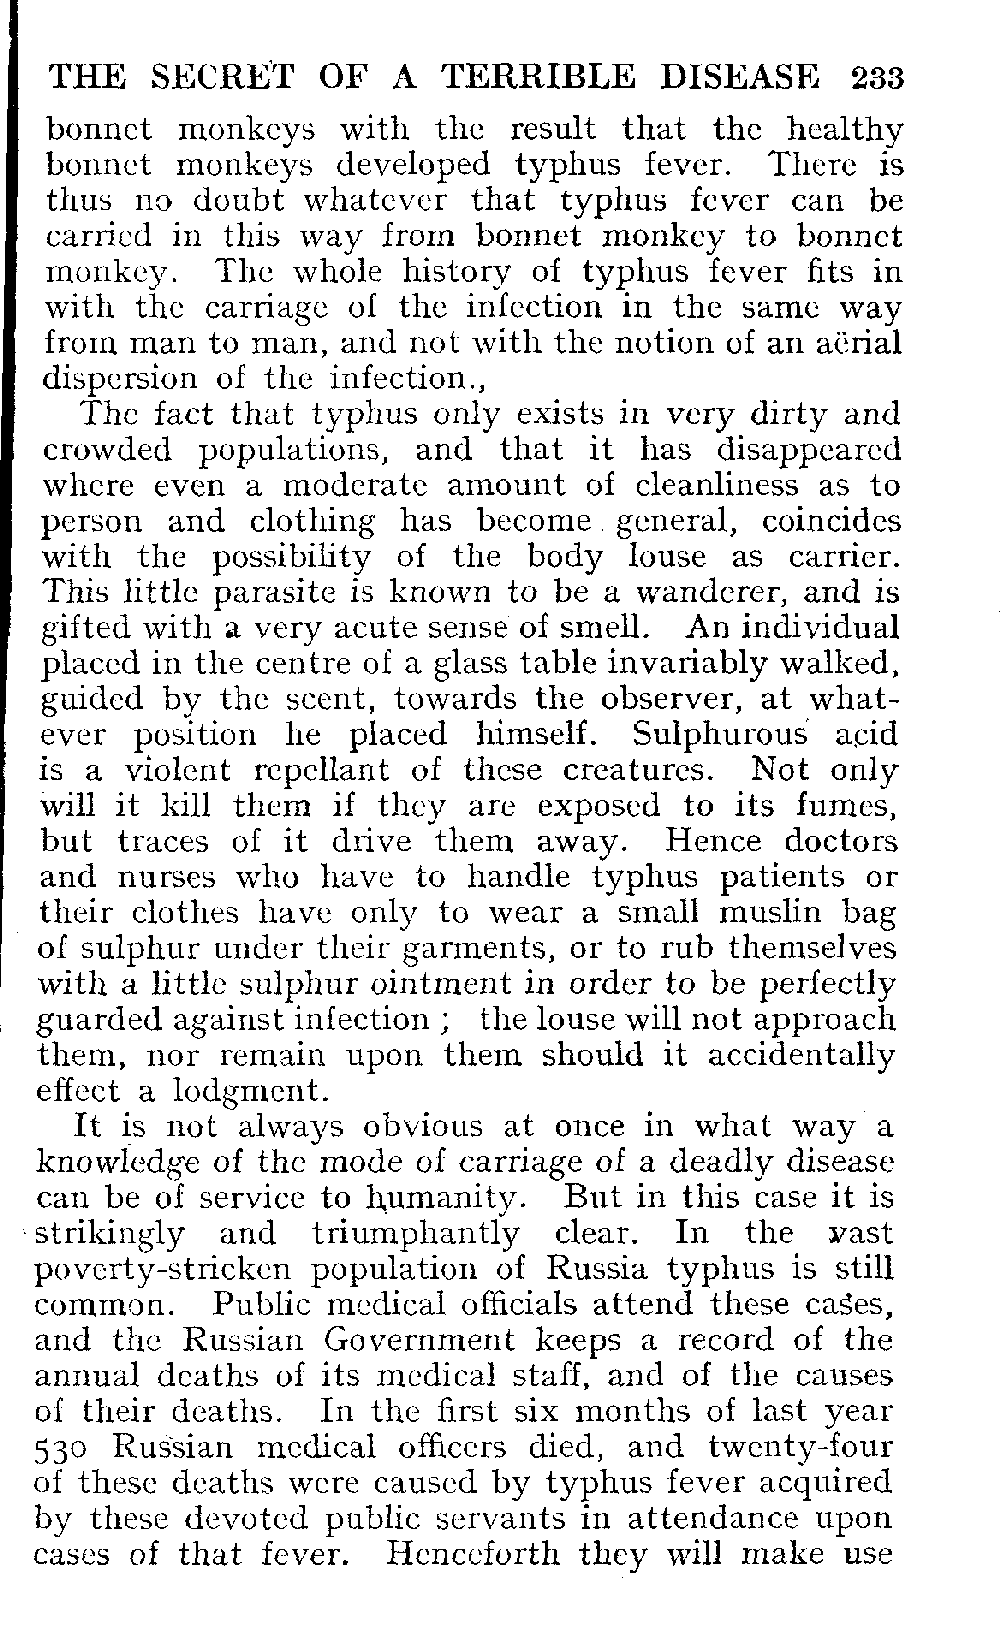 THE SECRET OF A TERRIBLE DISEASE 233
bonnet monkeys with the result that the healthy
bonnet monkeys developed typhus fever. There is
thus no doubt whatever that typhus fever can be
carried in this way from bonnet monkey to bonnet
monkey. The whole history of typhus fever fits in
with the carriage of the infection in the same way
from man to man, and not with the notion of an aërial
dispersion of the infection.,
The fact that typhus only exists in very dirty and
crowded populations, and that it has disappeared
where even a moderate amount of cleanliness as to
person and clothing has become general, coincides
with the possibility of the body louse as carrier.
This little parasite is known to be a wanderer, and is
gifted with a very acute sense of smell. An individual
placed in the centre of a glass table invariably walked,
guided by the scent, towards the observer, at what-
ever position he placed himself. Sulphurous acid
is a violent repellant of these creatures. Not only
will it kill them if they are exposed to its fumes,
but traces of it drive them away. Hence doctors
and nurses who have to handle typhus patients or
their clothes have only to wear a small muslin bag
of sulphur under their garments, or to rub themselves
with a little sulphur ointment in order to be perfectly
guarded against infection ; the louse will not approach
them, nor remain upon them should it accidentally
effect a lodgment.
It is not always obvious at once in what way a
knowledge of the mode of carriage of a deadly disease
can be of service to humanity. But in this case it is
strikingly and triumphantly clear. In the vast
poverty-stricken population of Russia typhus is still
common. Public medical officials attend these cases,
and the Russian Government keeps a record of the
annual deaths of its medical staff, and of the causes
of their deaths. In the first six months of last year
530 Russian medical officers died, and twenty-four
of these deaths were caused by typhus fever acquired
by these devoted public servants in attendance upon
cases of that fever. Henceforth they will make use